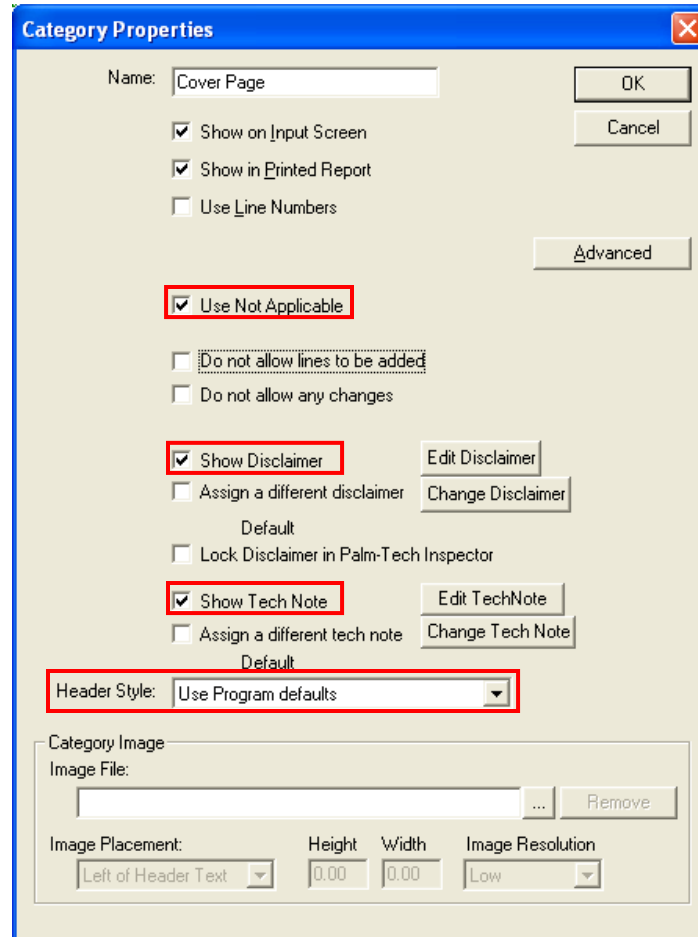 Category Properties
Name: Cover Page OK
Show on Input Screen Cancel
Show in Printed Report
Use Line Numbers
Advanced
Use Not Applicable
Do not allow lines to be added
Do not allow any changes
Show Disclaimer Edit Disclaimer
Assign a different disclaimer Change Disclaimer
Default
Lock Disclaimer in Palm-Tech Inspector
Show Tech Note Edit TechNote
Assign a different tech note Change Tech Note
Default
Header Style: Use Program defaults
Category Image
Image File:
... Remove
Image Placement: Height Width Image Resolution
Left of Header Text 0.00 0.00 Low